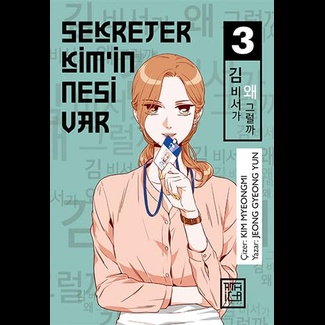 SEKRETER
KİM'İN
NESİ
VAR
3
김비서가
왜
그럴까
Çizer: KIM MYEONGMI
Yazar: JEONG GYEONG YUN